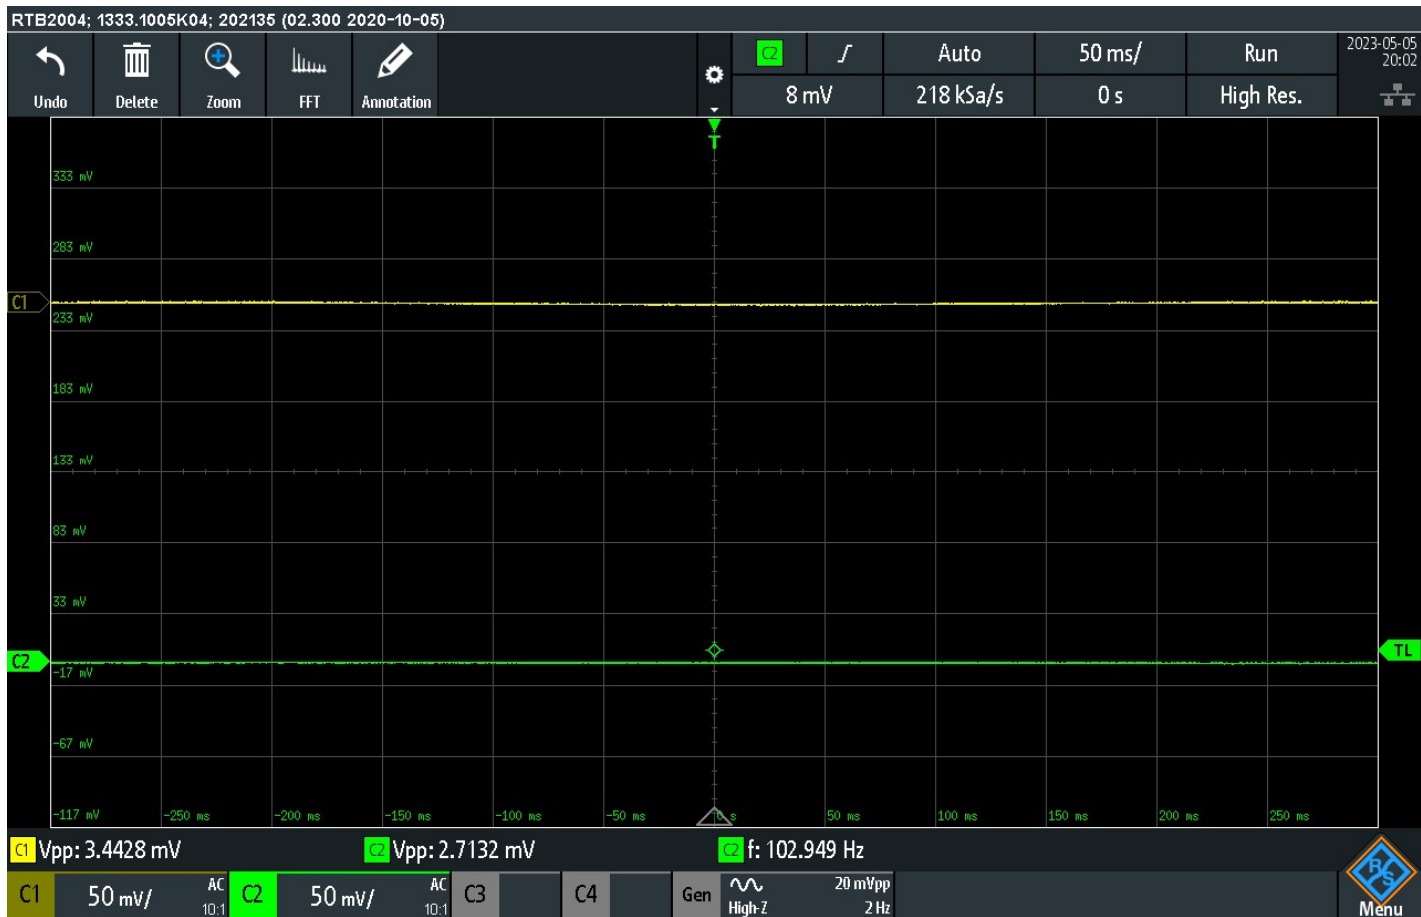 RTB2004; 1333.1005K04; 202135 (02.300 2020-10-05)
Undo Delete Zoom FFT Annotation
C2 Auto 50 ms/ Run
8 mV 218 kSa/s 0 s High Res.
2023-05-05
20:02
T
333 mV
283 mV
C1
233 mV
183 mV
133 mV
83 mV
33 mV
C2 TL
-17 mV
-67 mV
-117 mV -250 ms -200 ms -150 ms -100 ms -50 ms 0 s 50 ms 100 ms 150 ms 200 ms 250 ms
C1 Vpp: 3.4428 mV C2 Vpp: 2.7132 mV C2 f: 102.949 Hz
C1 50 mV/ AC 10:1 C2 50 mV/ AC 10:1 C3 C4 Gen High-Z 20 mVpp 2 Hz
R S
Menu